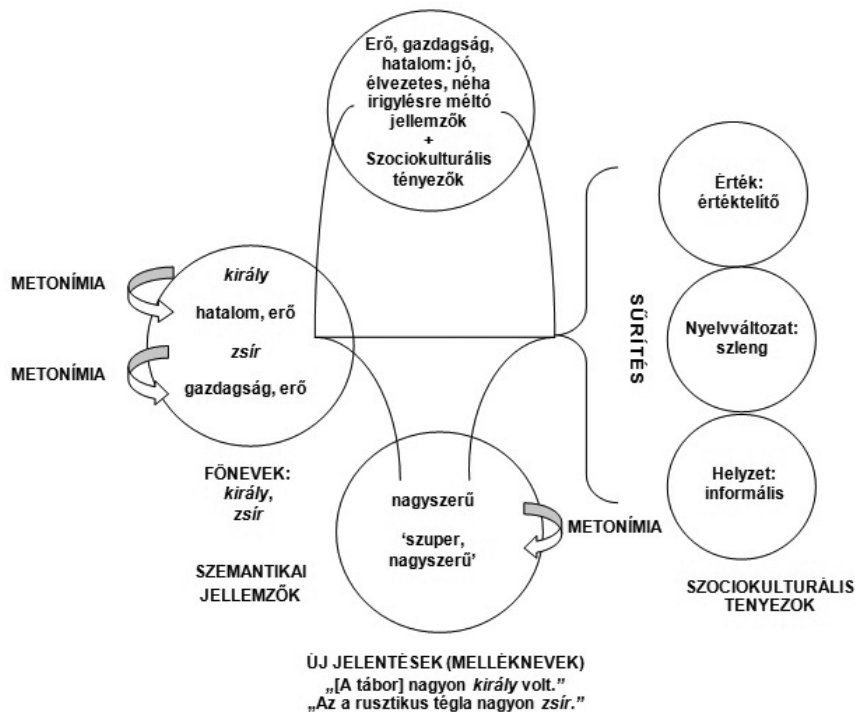 Erő, gazdagság,
hatalom: jó,
élvezetes, néha
irigylésre méltó
jellemzők
+
Szociokulturális
tényezők
Érték:
értéktelítő
METONÍMIA
király
hatalom, erő
METONÍMIA
zsír
gazdagság, erő
SŰRÍTÉS
Nyelvváltozat:
szleng
FŐNEVEK:
király,
zsír
Helyzet:
informális
nagyszerű
'szuper,
nagyszerű'
METONÍMIA
SZEMANTIKAI
JELLEMZŐK
SZOCIOKULTURÁLIS
TENYEZOK
ÚJ JELENTÉSEK (MELLÉKNEVEK)
„[A tábor] nagyon király volt.”
„Az a rusztikus tégla nagyon zsír.”